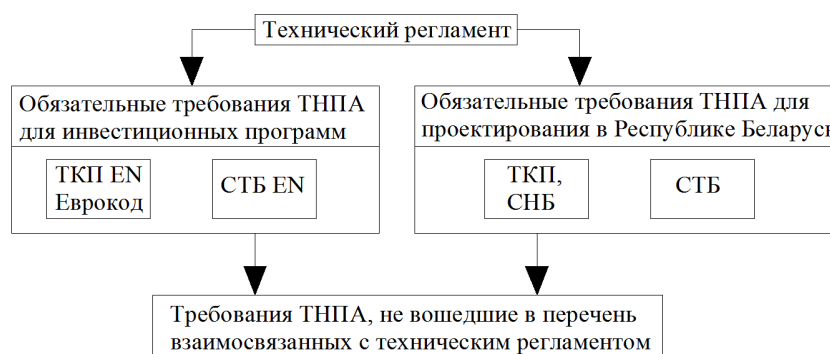 Технический регламент
Обязательные требования ТНПА
для инвестиционных программ
Обязательные требования ТНПА для
проектирования в Республике Беларусь
ТКП EN
Еврокод
СТБ EN
ТКП,
СНБ
СТБ
Требования ТНПА, не вошедшие в перечень
взаимосвязанных с техническим регламентом